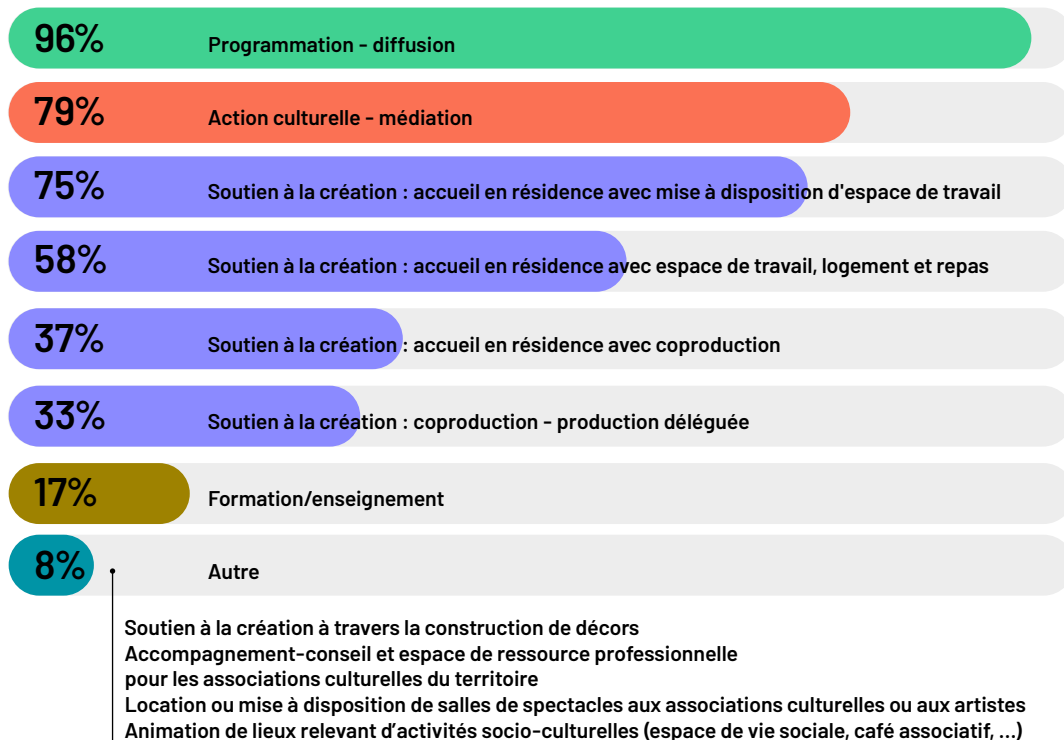 96% Programmation - diffusion
79% Action culturelle - médiation
75% Soutien à la création : accueil en résidence avec mise à disposition d'espace de travail
58% Soutien à la création : accueil en résidence avec espace de travail, logement et repas
37% Soutien à la création : accueil en résidence avec coproduction
33% Soutien à la création : coproduction - production déléguée
17% Formation/enseignement
8% Autre
Soutien à la création à travers la construction de décors
Accompagnement-conseil et espace de ressource professionnelle
pour les associations culturelles du territoire
Location ou mise à disposition de salles de spectacles aux associations culturelles ou aux artistes
Animation de lieux relevant d’activités socio-culturelles (espace de vie sociale, café associatif, ...)